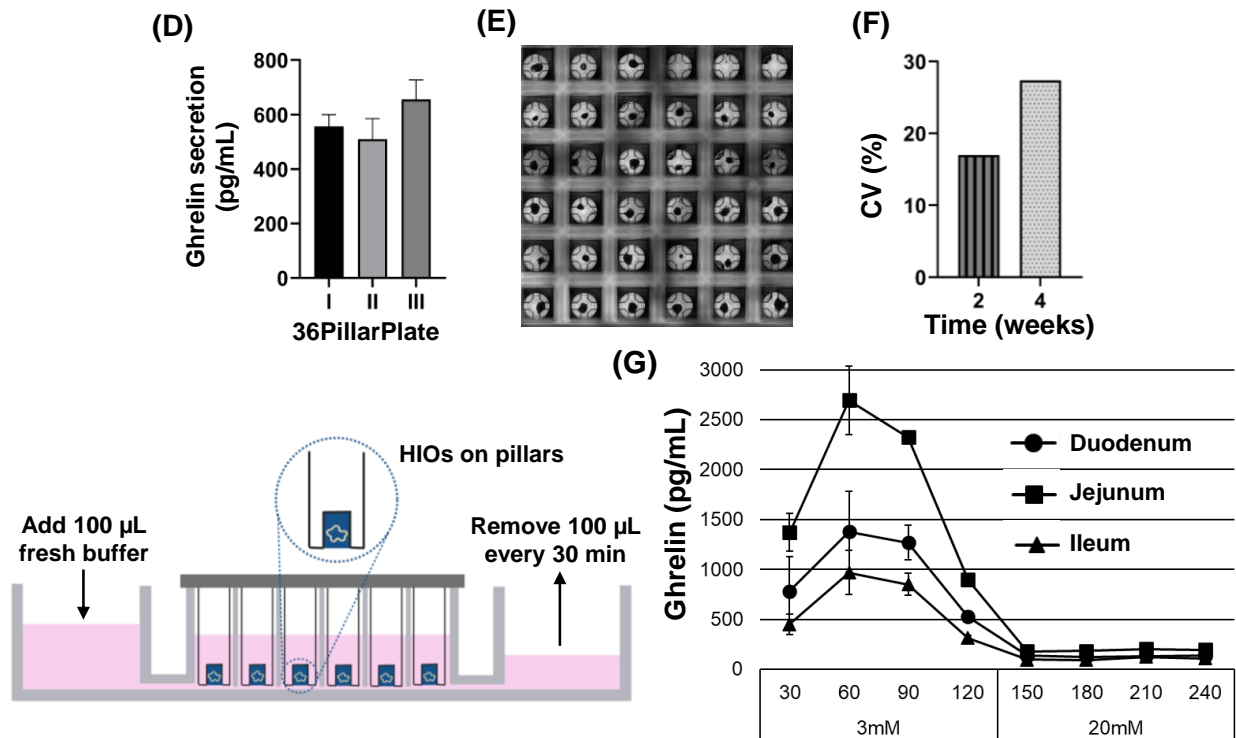 (D)
800
600
400
200
0
Ghrelin secretion
(pg/mL)
I II III
36PillarPlate
(E)
(F)
30
20
10
0
CV (%)
2 4
Time (weeks)
HIOs on pillars
Add 100 µL
fresh buffer
Remove 100 µL
every 30 min
(G)
3000
2500
2000
1500
1000
500
0
Ghrelin (pg/mL)
Duodenum
Jejunum
Ileum
30 60 90 120 150 180 210 240
3mM 20mM